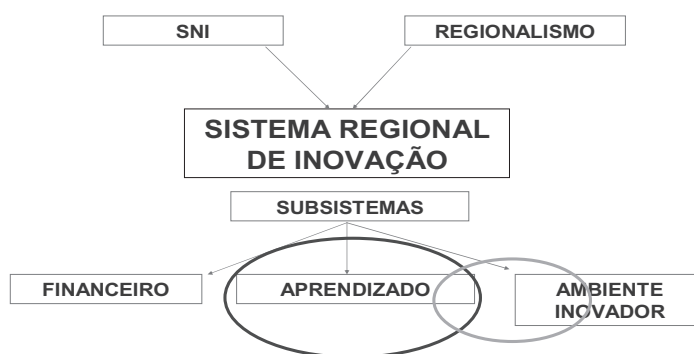 SNI
REGIONALISMO
SISTEMA REGIONAL
DE INOVAÇÃO
SUBSISTEMAS
FINANCEIRO
APRENDIZADO
AMBIENTE
INOVADOR